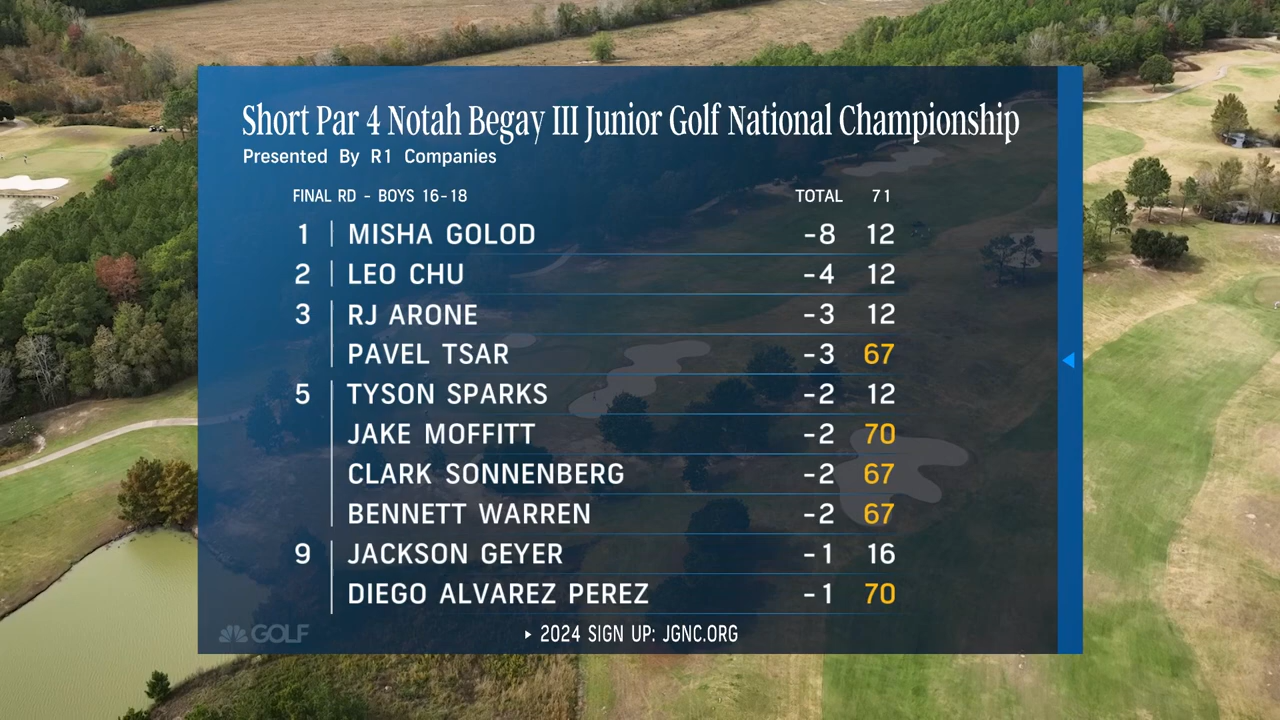 Short Par 4 Notah Begay III Junior Golf National Championship
Presented By R1 Companies
FINAL RD - BOYS 16-18 TOTAL 71
1 MISHA GOLOD -8 12
2 LEO CHU -4 12
3 RJ ARONE -3 12
PAVEL TSAR -3 67
5 TYSON SPARKS -2 12
JAKE MOFFITT -2 70
CLARK SONNENBERG -2 67
BENNETT WARREN -2 67
9 JACKSON GEYER -1 16
DIEGO ALVAREZ PEREZ -1 70
GOLF 2024 SIGN UP: JGNC.ORG